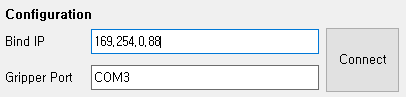 Configuration
Bind IP 169,254,0,88
Connect
Gripper Port COM3